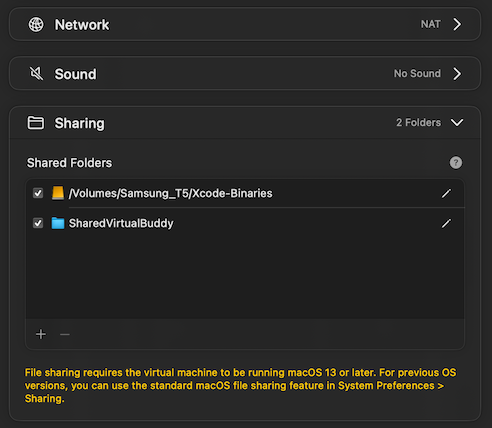 Network NAT
Sound No Sound
Sharing 2 Folders
Shared Folders ?
/Volumes/Samsung_T5/Xcode-Binaries
SharedVirtualBuddy
File sharing requires the virtual machine to be running macOS 13 or later. For previous OS
versions, you can use the standard macOS file sharing feature in System Preferences >
Sharing.